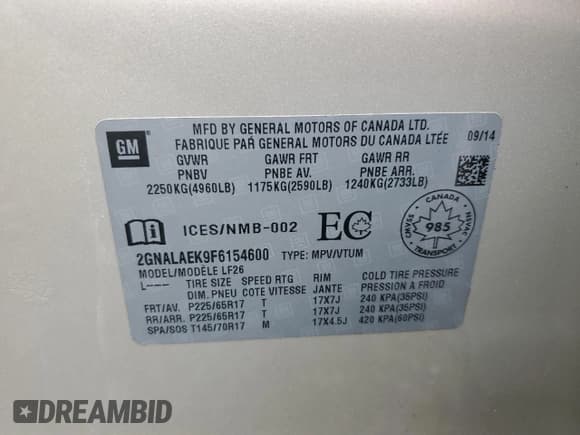 GM
MFD BY GENERAL MOTORS OF CANADA LTD.
FABRIQUE PAR GENERAL MOTORS DU CANADA LTÉE
09/14
GVWR GAWR FRT GAWR RR
PNBV PNBE AV. PNBE ARR.
2250KG(4960LB) 1175KG(2590LB) 1240KG(2733LB)
ICES/NMB-002 EC
CANADA
SVNAC NSVAC
985
TRANSPORT
2GNALAEK9F6154600 TYPE: MPV/VTUM
MODEL/MODÈLE LF26
L--- TIRE SIZE SPEED RTG RIM COLD TIRE PRESSURE
DIM.PNEU COTE VITESSE JANTE PRESSION A FROID
FRT/AV. P225/65R17 T 17X7J 240 KPA(35PSI)
RR/ARR. P225/65R17 T 17X7J 240 KPA(35PSI)
SPA/SOS T145/70R17 M 17X4.5J 420 KPA(60PSI)
DREAMBID